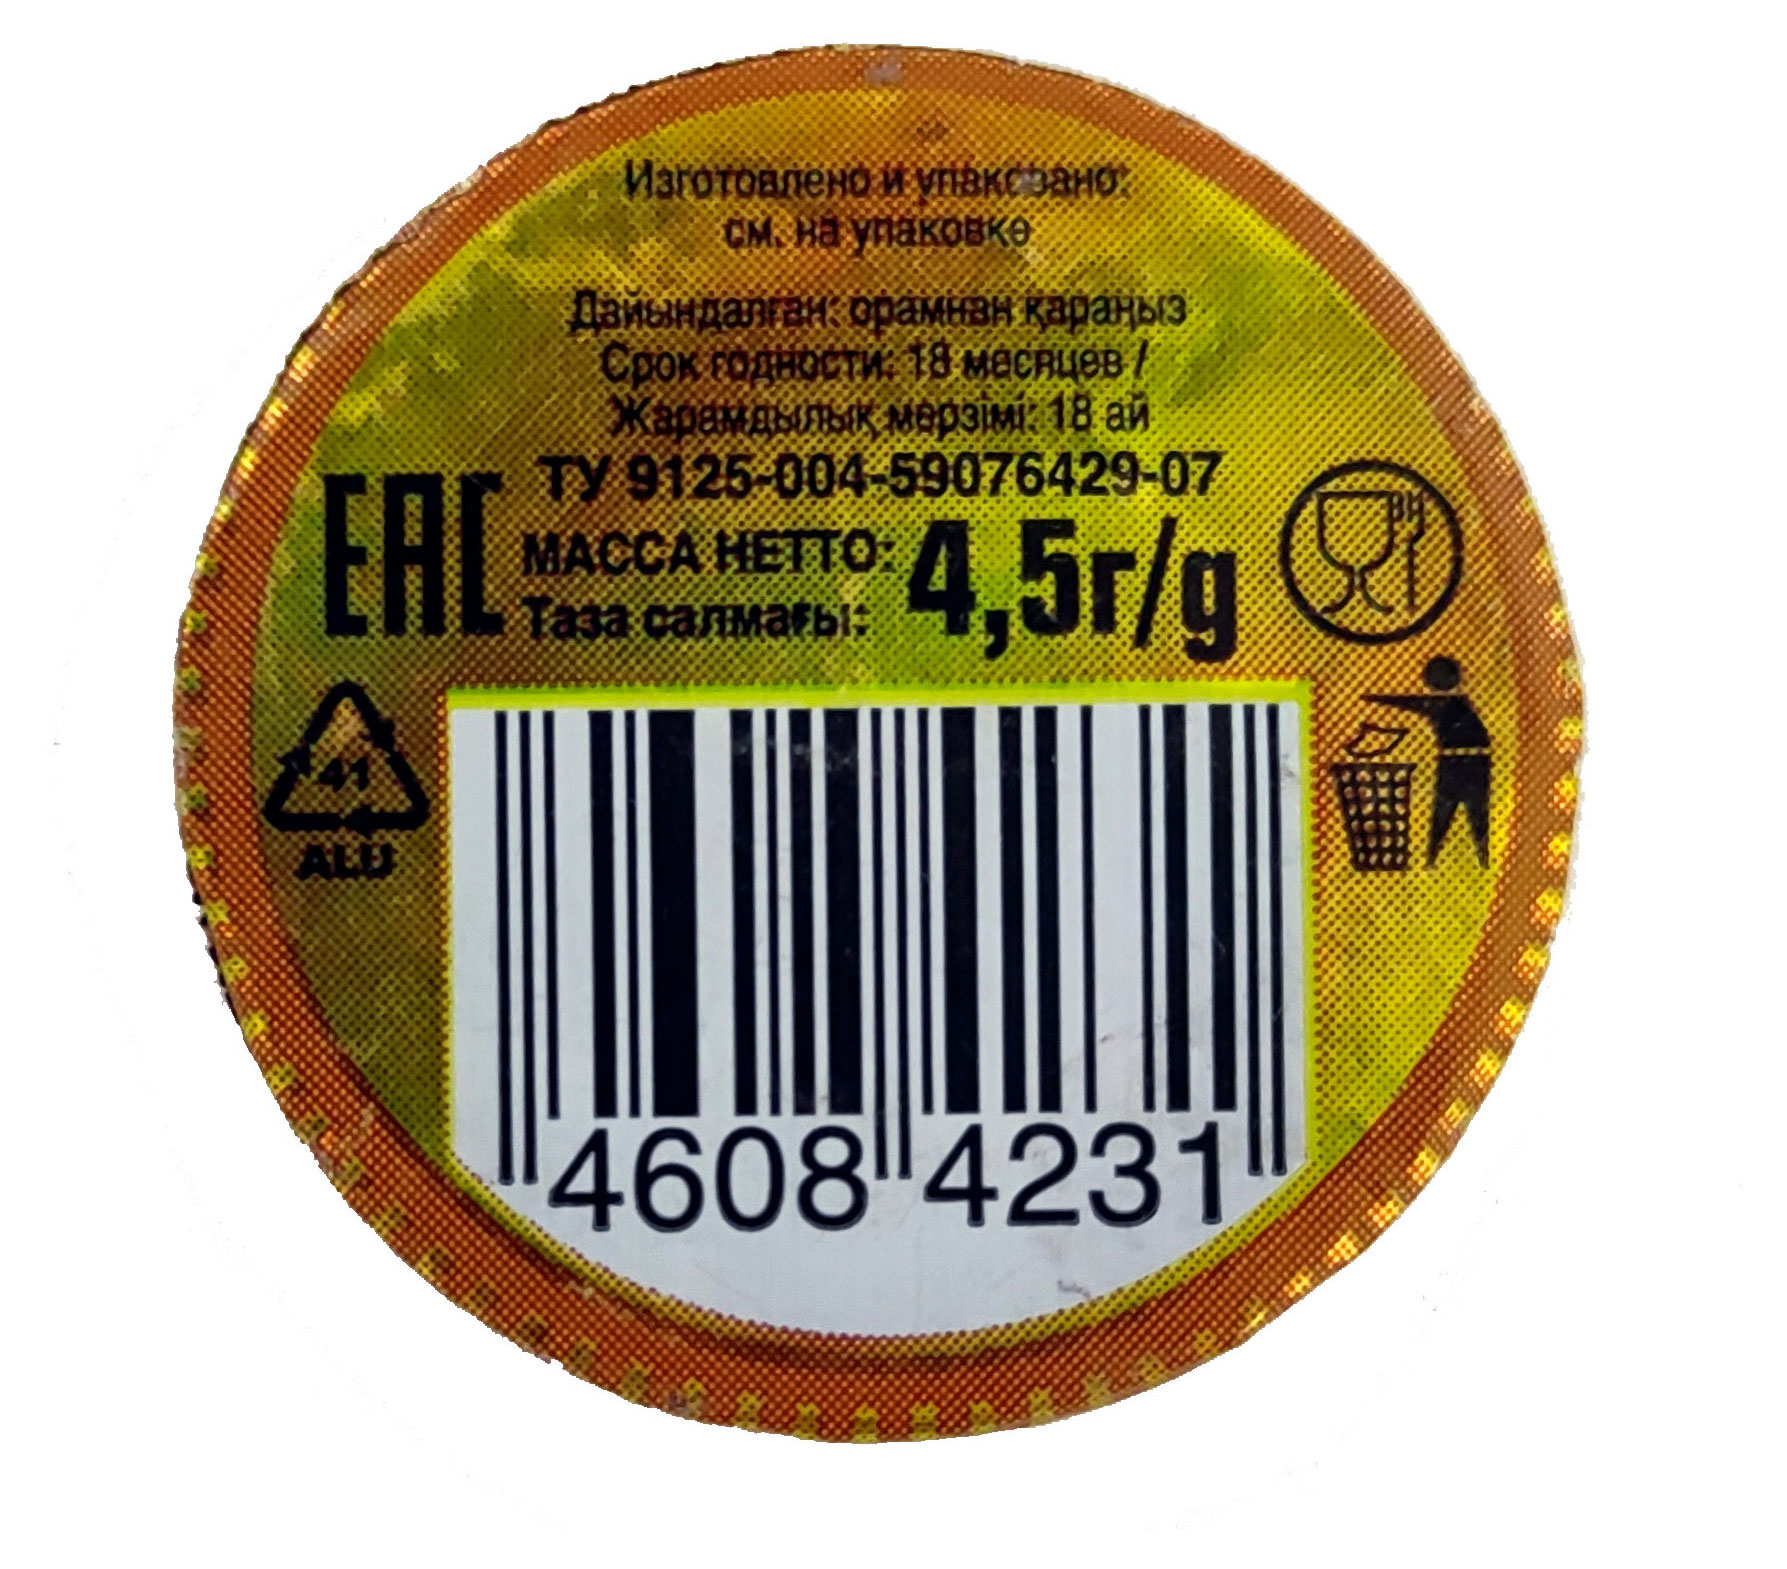 Изготовлено и упаковано:
см. на упаковке
Дайындалған: орамнан қараңыз
Срок годности: 18 месяцев /
Жарамдылық мерзімі: 18 ай
ТУ 9125-004-59076429-07
EAC
МАССА НЕТТО: 4,5г/g
Таза салмағы:
41
ALU
4608 4231